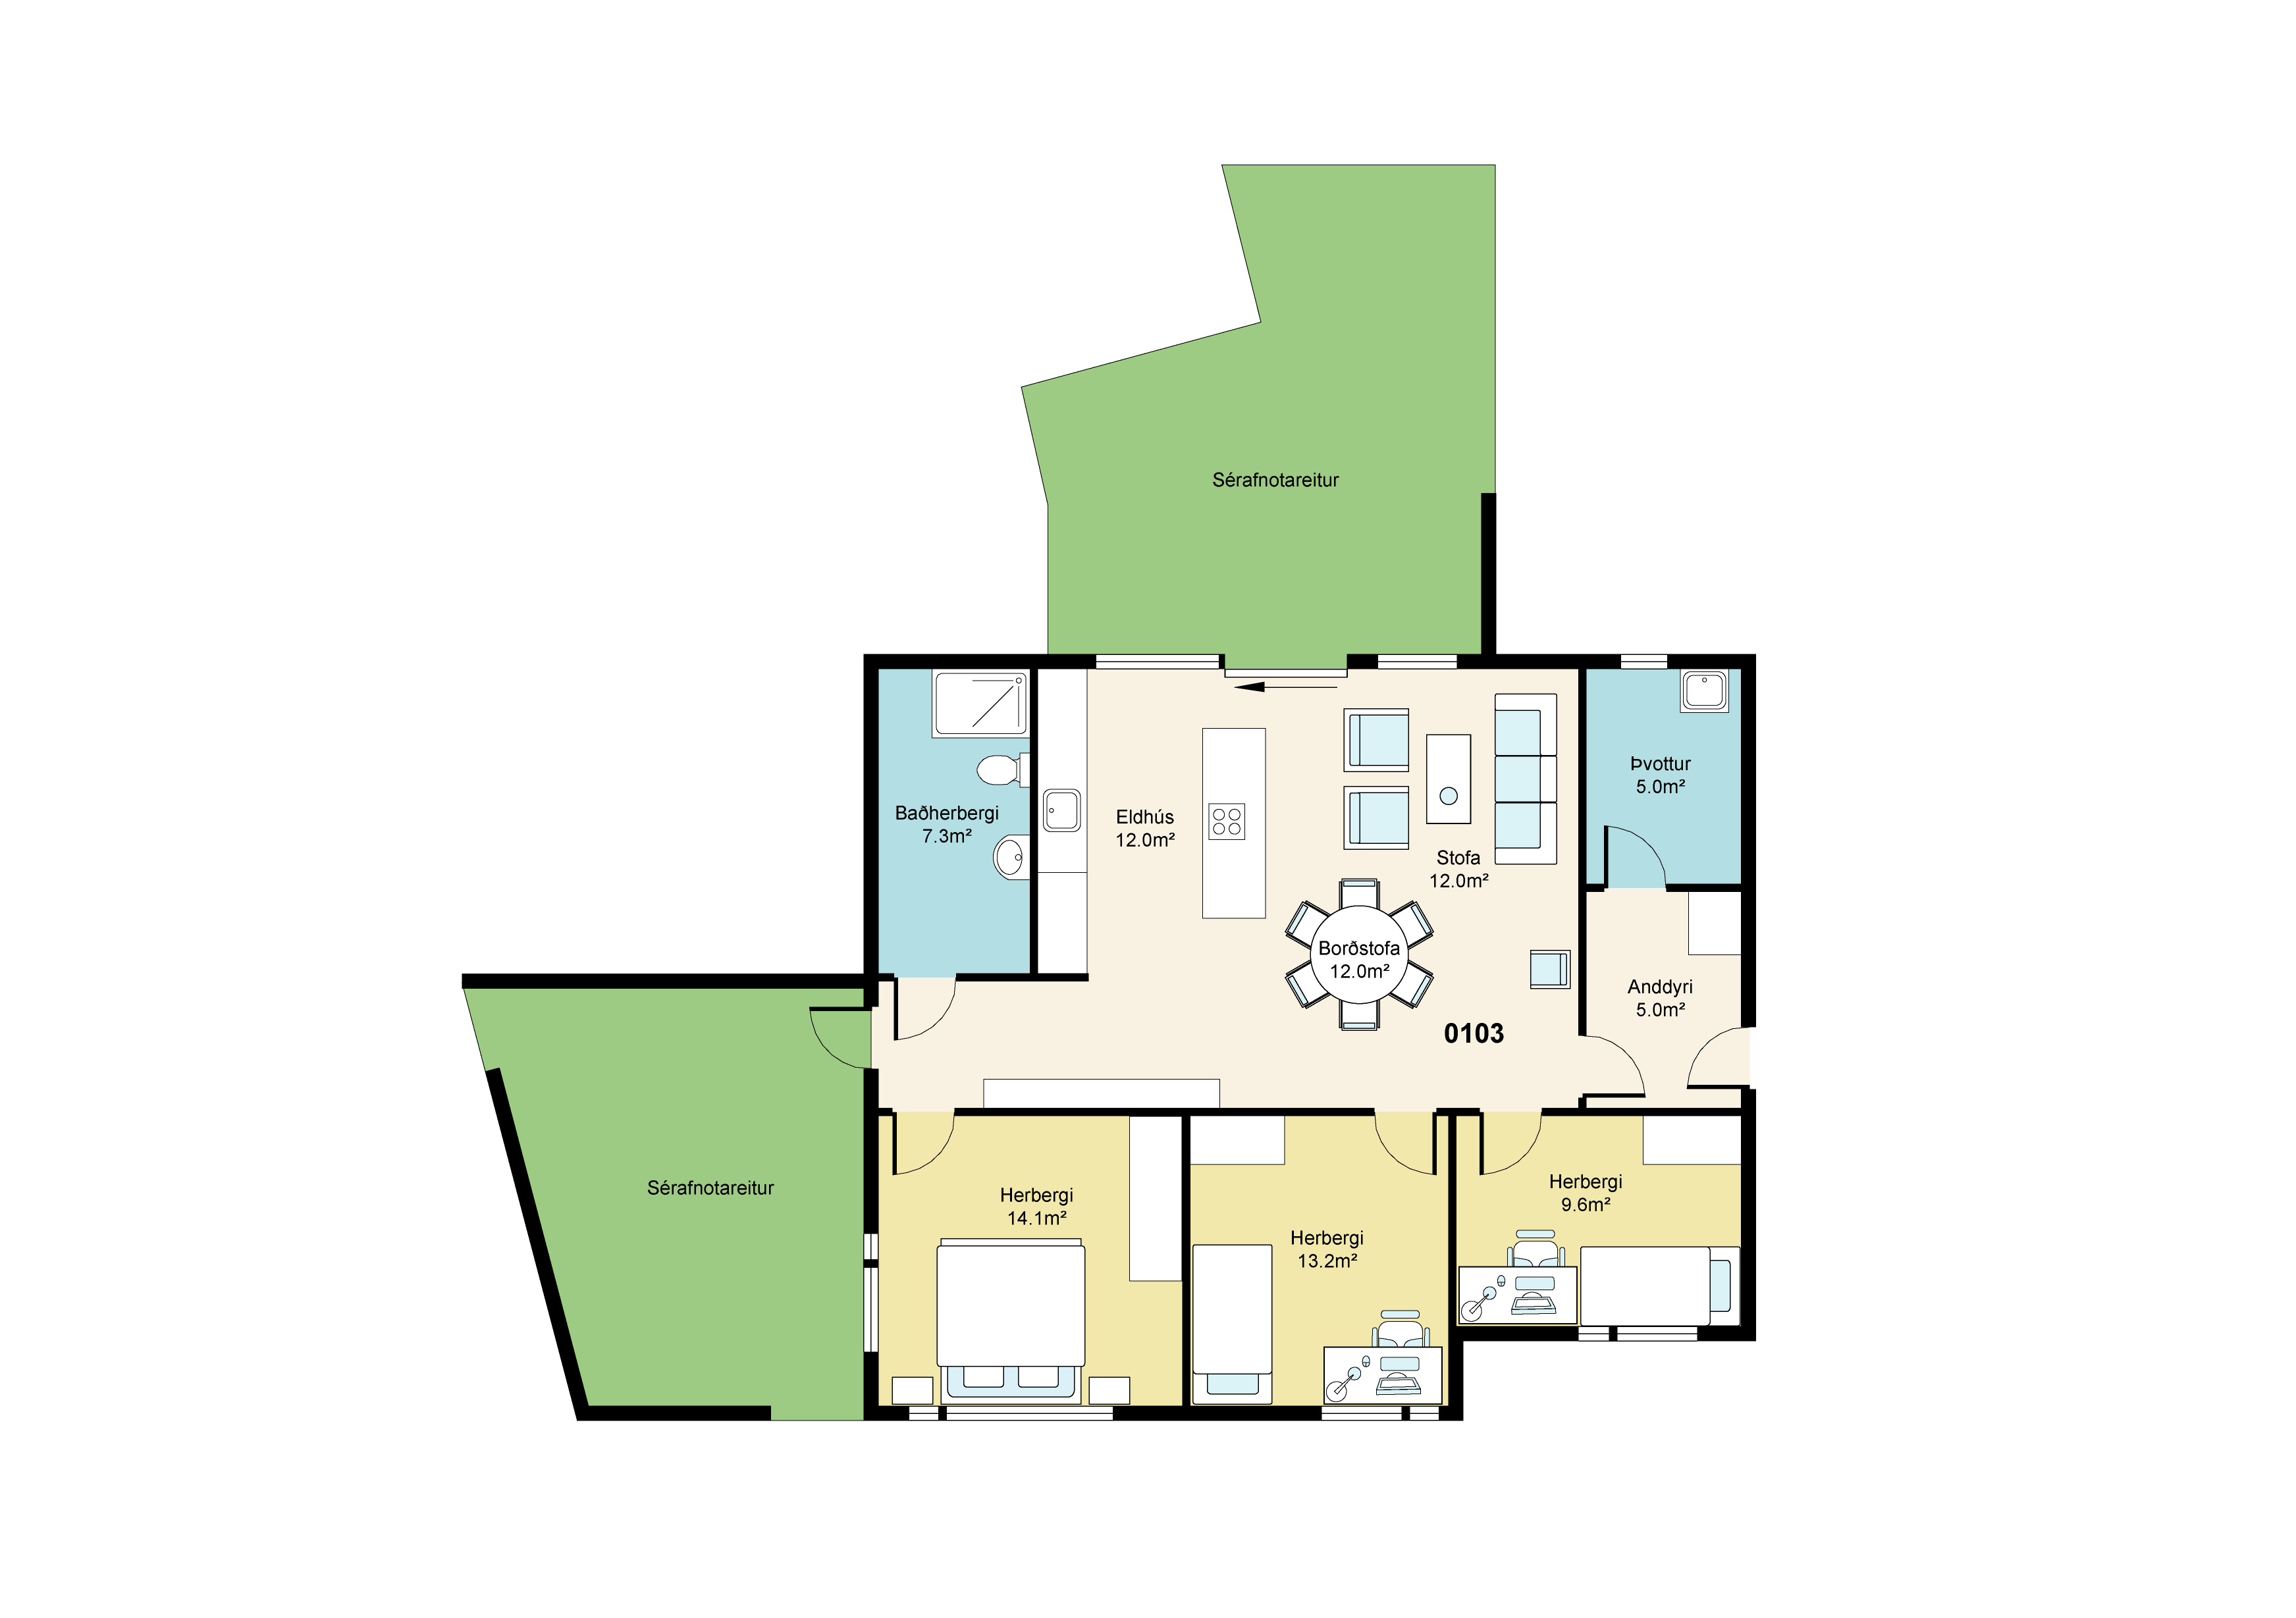 Sérafnotareitur
Þvottur
5.0m²
Baðherbergi
7.3m²
Eldhús
12.0m²
Stofa
12.0m²
Borðstofa
12.0m²
Anddyri
5.0m²
0103
Sérafnotareitur
Herbergi
14.1m²
Herbergi
13.2m²
Herbergi
9.6m²